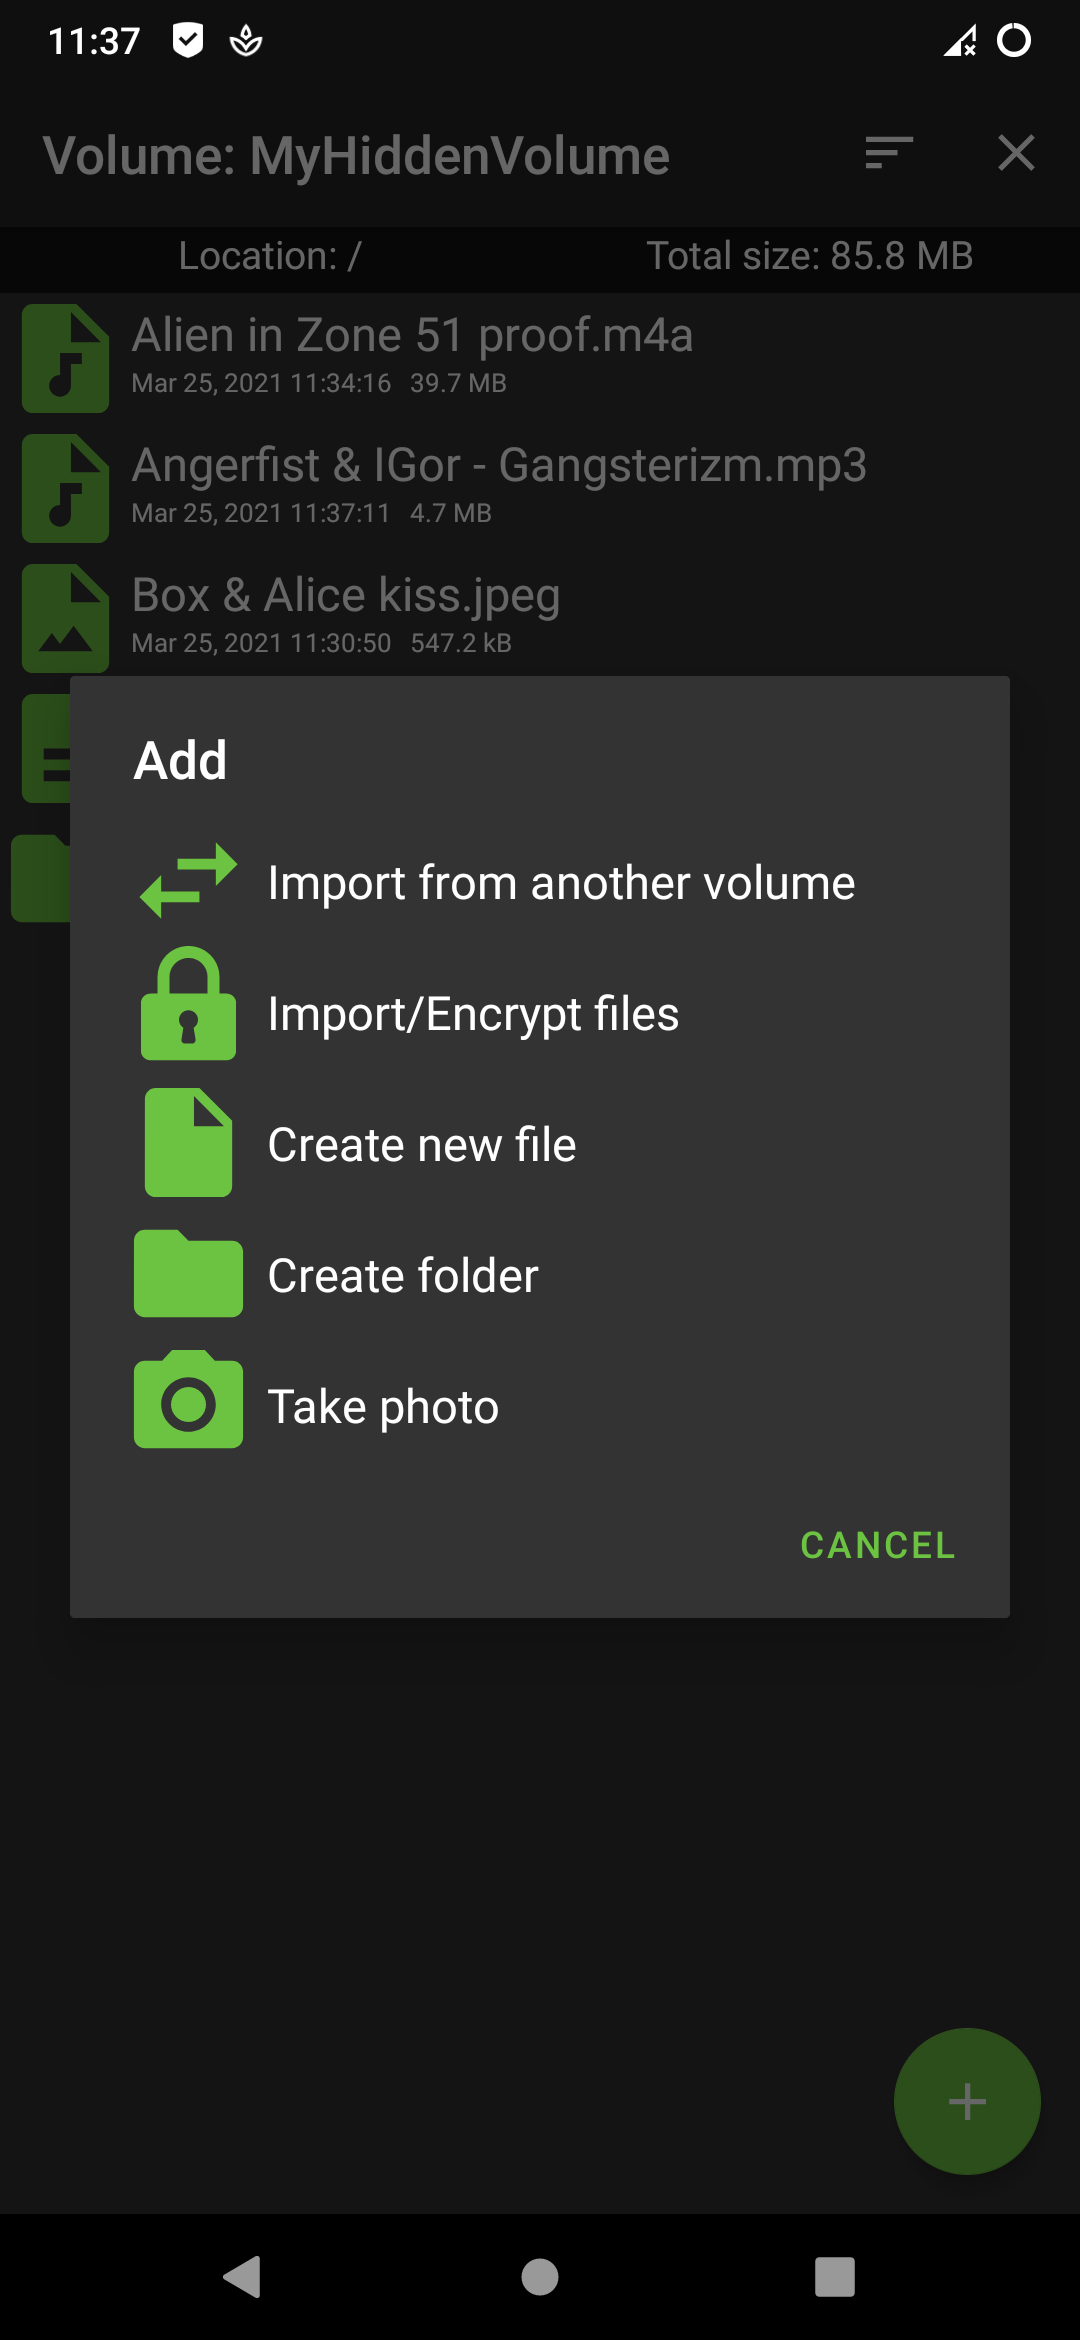 11:37
Volume: MyHiddenVolume
Location: /
Total size: 85.8 MB
Alien in Zone 51 proof.m4a
Mar 25, 2021 11:34:16 39.7 MB
Angerfist & IGor - Gangsterizm.mp3
Mar 25, 2021 11:37:11 4.7 MB
Box & Alice kiss.jpeg
Mar 25, 2021 11:30:50 547.2 kB
Add
Import from another volume
Import/Encrypt files
Create new file
Create folder
Take photo
CANCEL